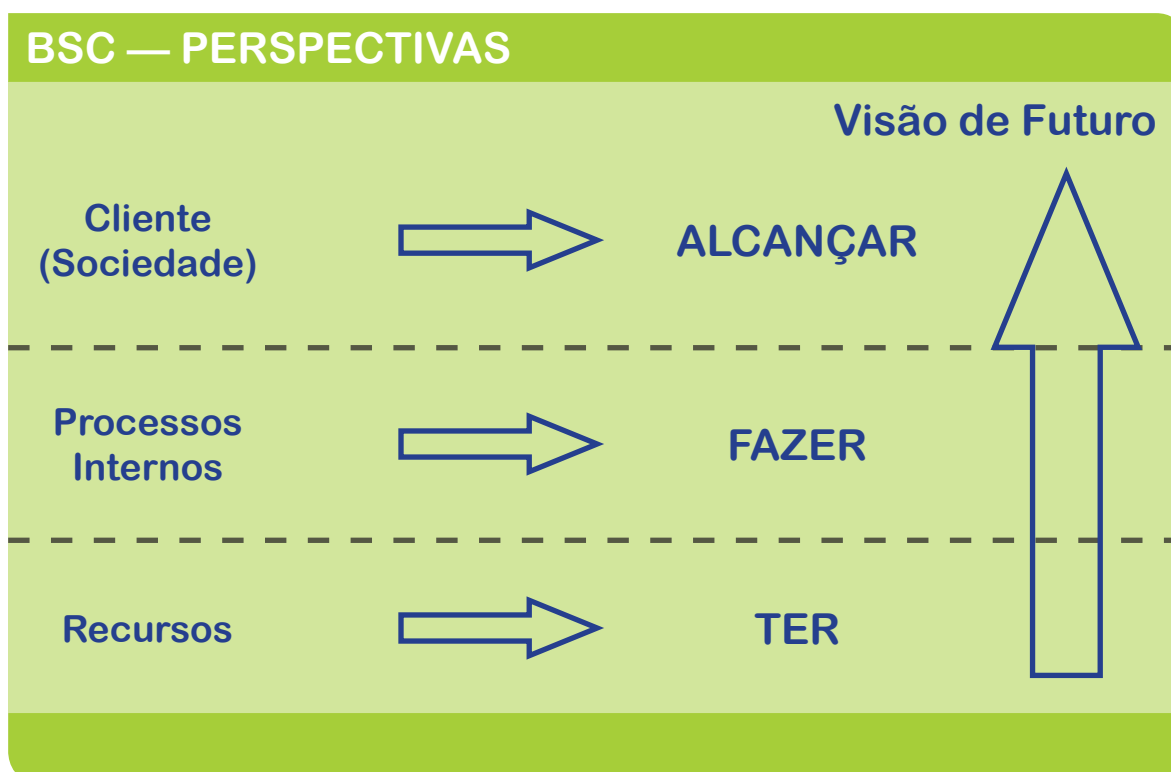 BSC — PERSPECTIVAS
Visão de Futuro
Cliente
(Sociedade)
ALCANÇAR
Processos
Internos
FAZER
Recursos
TER